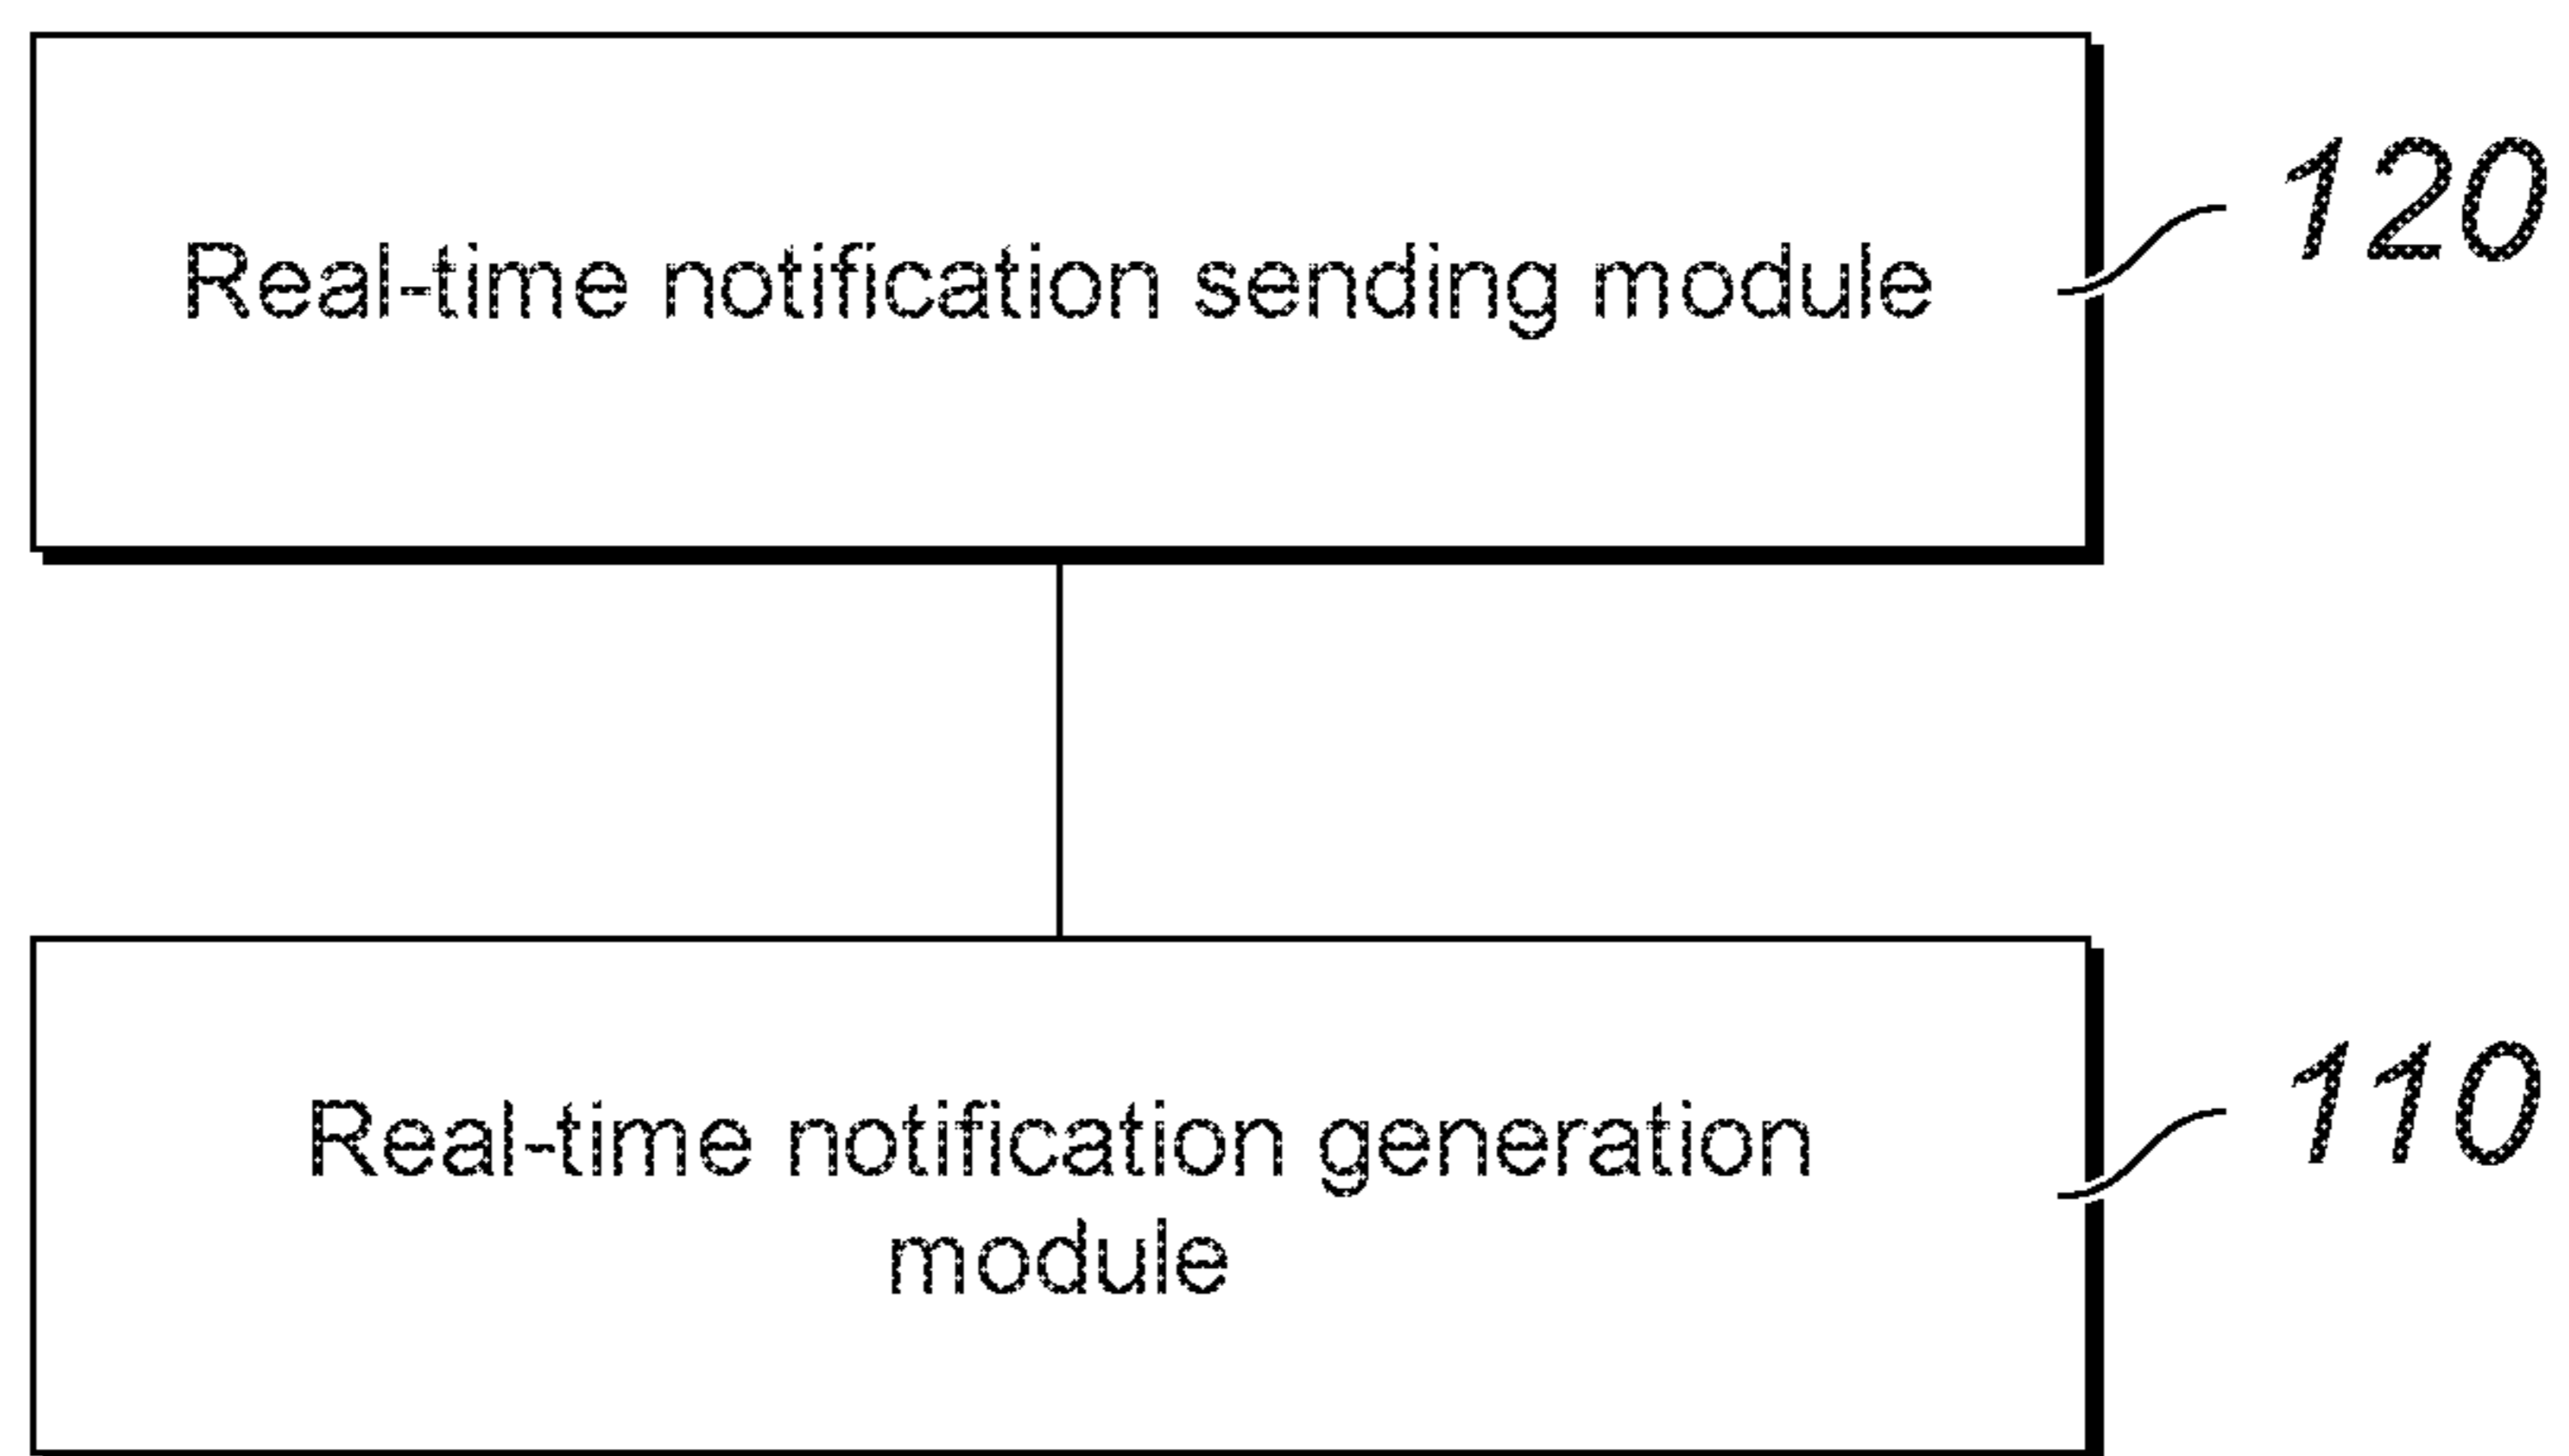 Real-time notification sending module
120
Real-time notification generation
module
110